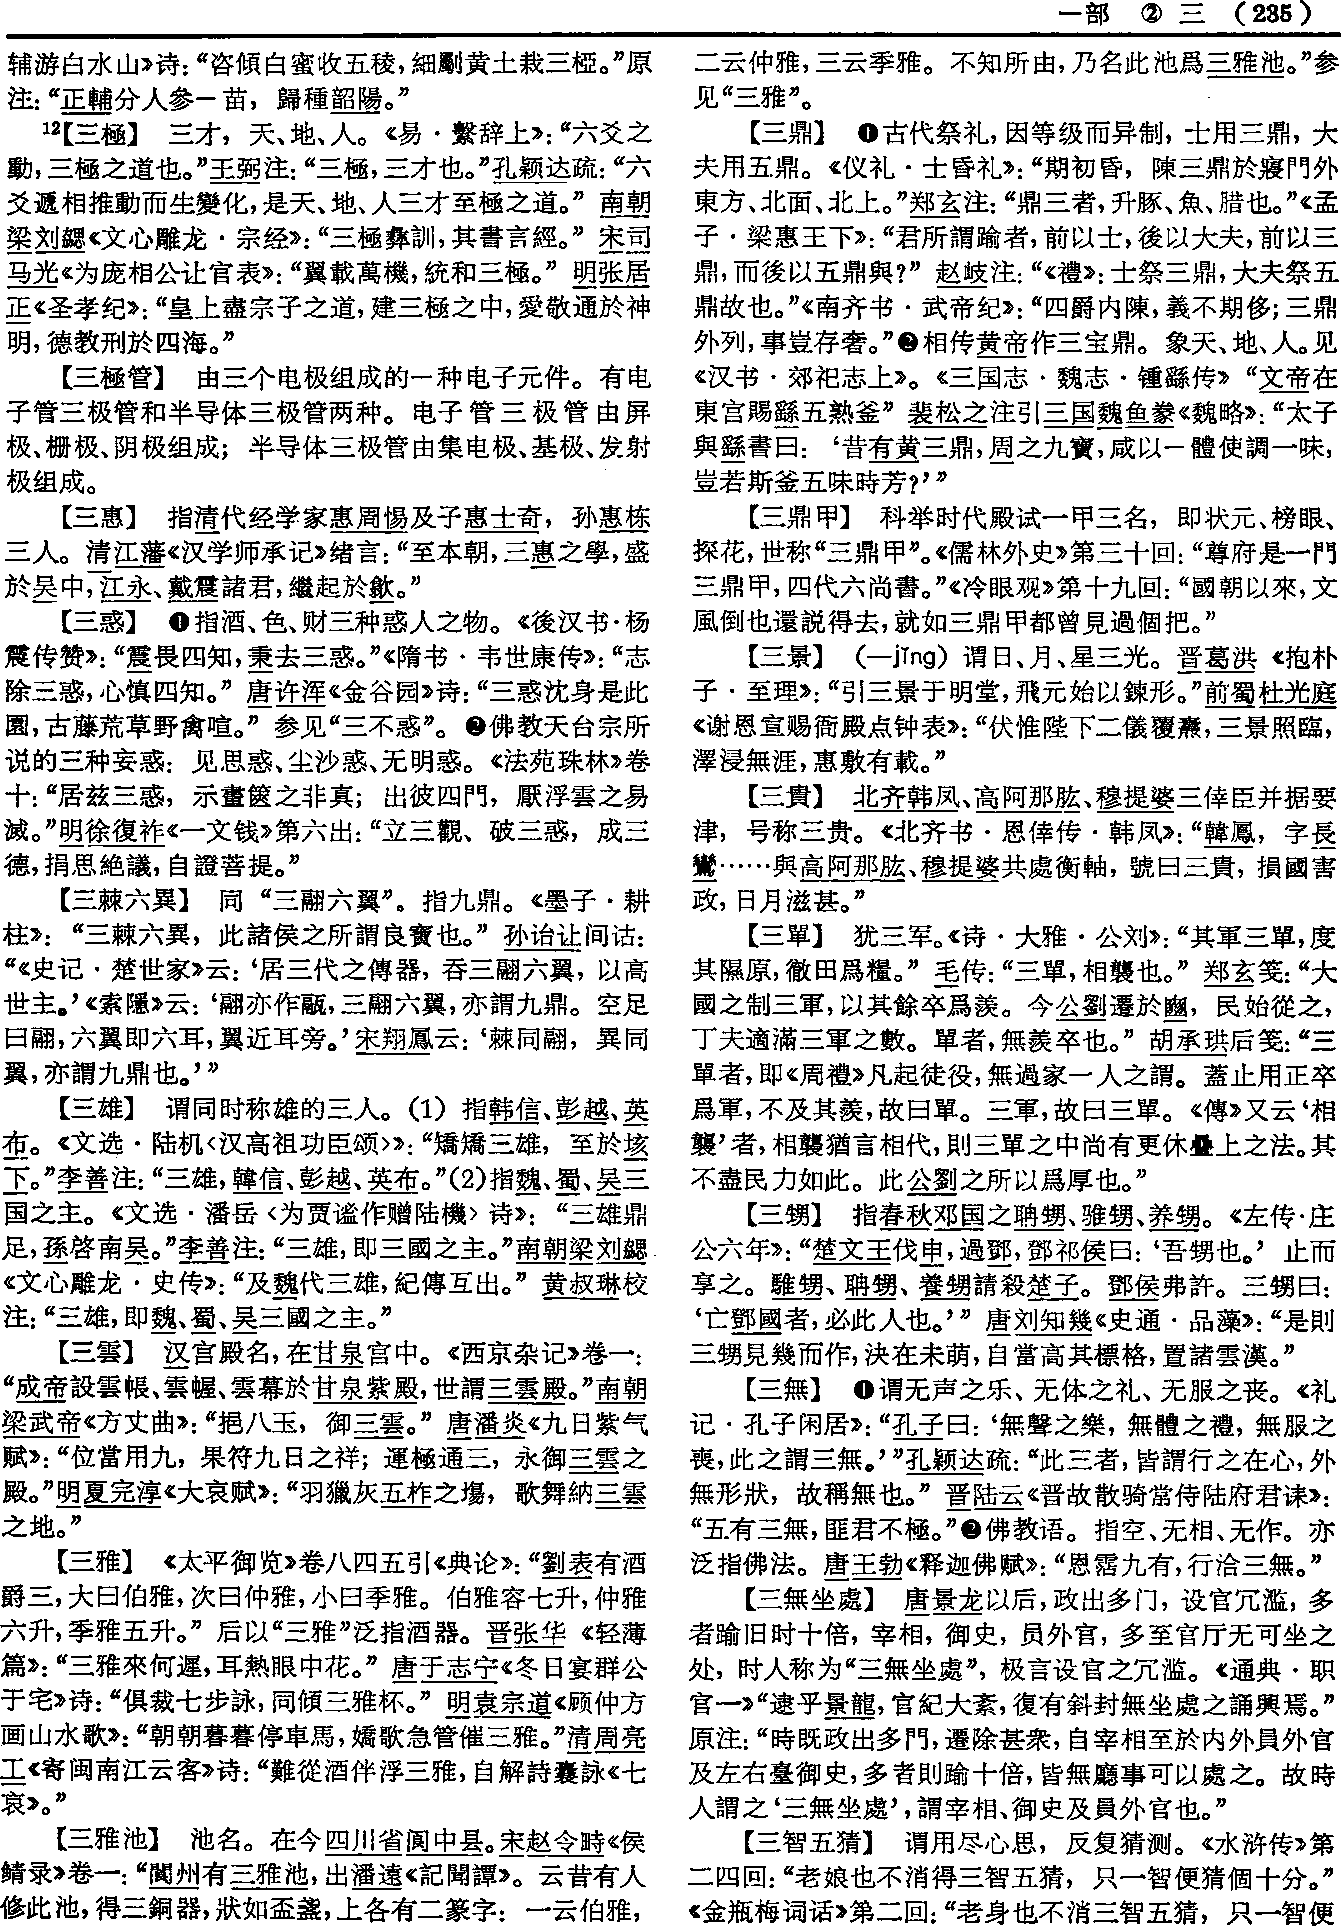 一部 ② 三 (235)
辅游白水山》诗：“咨傾白蜜收五稜，細劚黄土栽三椏。”原
注：“正輔分人參一苗，歸種韶陽。”
¹²【三極】 三才，天、地、人。《易·繫辞上》：“六爻之
動，三極之道也。”王弼注：“三極，三才也。”孔颖达疏：“六
爻遞相推動而生變化，是天、地、人三才至極之道。”南朝
梁刘勰《文心雕龙·宗经》：“三極彝訓，其書言經。”宋司
马光《为庞相公让官表》：“翼載萬機，統和三極。”明张居
正《圣孝纪》：“皇上盡宗子之道，建三極之中，愛敬通於神
明，德教刑於四海。”
【三極管】 由三个电极组成的一种电子元件。有电
子管三极管和半导体三极管两种。电子管三极管由屏
极、栅极、阴极组成；半导体三极管由集电极、基极、发射
极组成。
【三惠】 指清代经学家惠周惕及子惠士奇，孙惠栋
三人。清江藩《汉学师承记》绪言：“至本朝，三惠之學，盛
於吴中，江永、戴震諸君，繼起於歙。”
【三惑】 ❶指酒、色、财三种惑人之物。《後汉书·杨
震传赞》：“震畏四知，秉去三惑。”《隋书·韦世康传》：“志
除三惑，心慎四知。”唐许浑《金谷园》诗：“三惑沈身是此
園，古藤荒草野禽喧。”参见“三不惑”。❷佛教天台宗所
说的三种妄惑：见思惑、尘沙惑、无明惑。《法苑珠林》卷
十：“居兹三惑，示畫篋之非真；出彼四門，厭浮雲之易
滅。”明徐復祚《一文钱》第六出：“立三觀、破三惑，成三
德，捐思絶議，自證菩提。”
【三棘六異】 同“三翮六翼”。指九鼎。《墨子·耕
柱》：“三棘六異，此諸侯之所謂良寶也。”孙诒让间诂：
“《史记·楚世家》云：‘居三代之傳器，吞三翮六翼，以高
世主。’《索隱》云：‘翮亦作䰛，三翮六翼，亦謂九鼎。空足
曰翮，六翼即六耳，翼近耳旁。’宋翔鳳云：‘棘同翮，異同
翼，亦謂九鼎也。’”
【三雄】 谓同时称雄的三人。（1）指韩信、彭越、英
布。《文选·陆机〈汉高祖功臣颂〉》：“矯矯三雄，至於垓
下。”李善注：“三雄，韓信、彭越、英布。”（2）指魏、蜀、吴三
国之主。《文选·潘岳〈为贾谧作赠陆機〉诗》：“三雄鼎
足，孫啓南吴。”李善注：“三雄，即三國之主。”南朝梁刘勰
《文心雕龙·史传》：“及魏代三雄，紀傳互出。”黄叔琳校
注：“三雄，即魏、蜀、吴三國之主。”
【三雲】 汉宫殿名，在甘泉宫中。《西京杂记》卷一：
“成帝設雲帳、雲幄、雲幕於甘泉紫殿，世謂三雲殿。”南朝
梁武帝《方丈曲》：“挹八玉，御三雲。”唐潘炎《九日紫气
赋》：“位當用九，果符九日之祥；運極通三，永御三雲之
殿。”明夏完淳《大哀赋》：“羽獵灰五柞之場，歌舞納三雲
之地。”
【三雅】 《太平御览》卷八四五引《典论》：“劉表有酒
爵三，大曰伯雅，次曰仲雅，小曰季雅。伯雅容七升，仲雅
六升，季雅五升。”后以“三雅”泛指酒器。晋张华《轻薄
篇》：“三雅來何遲，耳熱眼中花。”唐于志宁《冬日宴群公
于宅》诗：“俱裁七步詠，同傾三雅杯。”明袁宗道《顾仲方
画山水歌》：“朝朝暮暮停車馬，嬌歌急管催三雅。”清周亮
工《寄闽南江云客》诗：“難從酒伴浮三雅，自解詩囊詠《七
哀》。”
【三雅池】 池名。在今四川省阆中县。宋赵令畤《侯
鲭录》卷一：“閬州有三雅池，出潘遠《記聞譚》。云昔有人
修此池，得三銅器，狀如盃盞，上各有二篆字：一云伯雅，
二云仲雅，三云季雅。不知所由，乃名此池爲三雅池。”参
见“三雅”。
【三鼎】 ❶古代祭礼，因等级而异制，士用三鼎，大
夫用五鼎。《仪礼·士昏礼》：“期初昏，陳三鼎於寢門外
東方、北面、北上。”郑玄注：“鼎三者，升豚、魚、腊也。”《孟
子·梁惠王下》：“君所謂踰者，前以士，後以大夫，前以三
鼎，而後以五鼎與？”赵岐注：“《禮》：士祭三鼎，大夫祭五
鼎故也。”《南齐书·武帝纪》：“四爵内陳，義不期侈；三鼎
外列，事豈存奢。”❷相传黄帝作三宝鼎。象天、地、人。见
《汉书·郊祀志上》。《三国志·魏志·锺繇传》“文帝在
東宫賜繇五熟釜”裴松之注引三国魏鱼豢《魏略》：“太子
與繇書曰：‘昔有黄三鼎，周之九寶，咸以一體使調一味，
豈若斯釜五味時芳？’”
【三鼎甲】 科举时代殿试一甲三名，即状元、榜眼、
探花，世称“三鼎甲”。《儒林外史》第三十回：“尊府是一門
三鼎甲，四代六尚書。”《冷眼观》第十九回：“國朝以來，文
風倒也還説得去，就如三鼎甲都曾見過個把。”
【三景】 （—jǐng）谓日、月、星三光。晋葛洪《抱朴
子·至理》：“引三景于明堂，飛元始以鍊形。”前蜀杜光庭
《谢恩宣赐衙殿点钟表》：“伏惟陛下二儀覆燾，三景照臨，
澤浸無涯，惠敷有載。”
【三貴】 北齐韩凤、高阿那肱、穆提婆三倖臣并据要
津，号称三贵。《北齐书·恩倖传·韩凤》：“韓鳳，字長
鸞……與高阿那肱、穆提婆共處衡軸，號曰三貴，損國害
政，日月滋甚。”
【三單】 犹三军。《诗·大雅·公刘》：“其軍三單，度
其隰原，徹田爲糧。”毛传：“三單，相襲也。”郑玄笺：“大
國之制三軍，以其餘卒爲羨。今公劉遷於豳，民始從之，
丁夫適滿三軍之數。單者，無羨卒也。”胡承珙后笺：“三
單者，即《周禮》凡起徒役，無過家一人之謂。蓋止用正卒
爲軍，不及其羨，故曰單。三軍，故曰三單。《傳》又云‘相
襲’者，相襲猶言相代，則三單之中尚有更休疊上之法。其
不盡民力如此。此公劉之所以爲厚也。”
【三甥】 指春秋邓国之聃甥、骓甥、养甥。《左传·庄
公六年》：“楚文王伐申，過鄧，鄧祁侯曰：‘吾甥也。’止而
享之。騅甥、聃甥、養甥請殺楚子。鄧侯弗許。三甥曰：
‘亡鄧國者，必此人也。’”唐刘知幾《史通·品藻》：“是則
三甥見幾而作，決在未萌，自當高其標格，置諸雲漢。”
【三無】 ❶谓无声之乐、无体之礼、无服之丧。《礼
记·孔子闲居》：“孔子曰：‘無聲之樂，無體之禮，無服之
喪，此之謂三無。’”孔颖达疏：“此三者，皆謂行之在心，外
無形狀，故稱無也。”晋陆云《晋故散骑常侍陆府君诔》：
“五有三無，匪君不極。”❷佛教语。指空、无相、无作。亦
泛指佛法。唐王勃《释迦佛赋》：“恩霑九有，行洽三無。”
【三無坐處】 唐景龙以后，政出多门，设官冗滥，多
者踰旧时十倍，宰相，御史，员外官，多至官厅无可坐之
处，时人称为“三無坐處”，极言设官之冗滥。《通典·职
官一》“逮乎景龍，官紀大紊，復有斜封無坐處之誦興焉。”
原注：“時既政出多門，遷除甚衆，自宰相至於内外員外官
及左右臺御史，多者則踰十倍，皆無廳事可以處之。故時
人謂之‘三無坐處’，謂宰相、御史及員外官也。”
【三智五猜】 谓用尽心思，反复猜测。《水浒传》第
二四回：“老娘也不消得三智五猜，只一智便猜個十分。”
《金瓶梅词话》第二回：“老身也不消三智五猜，只一智便